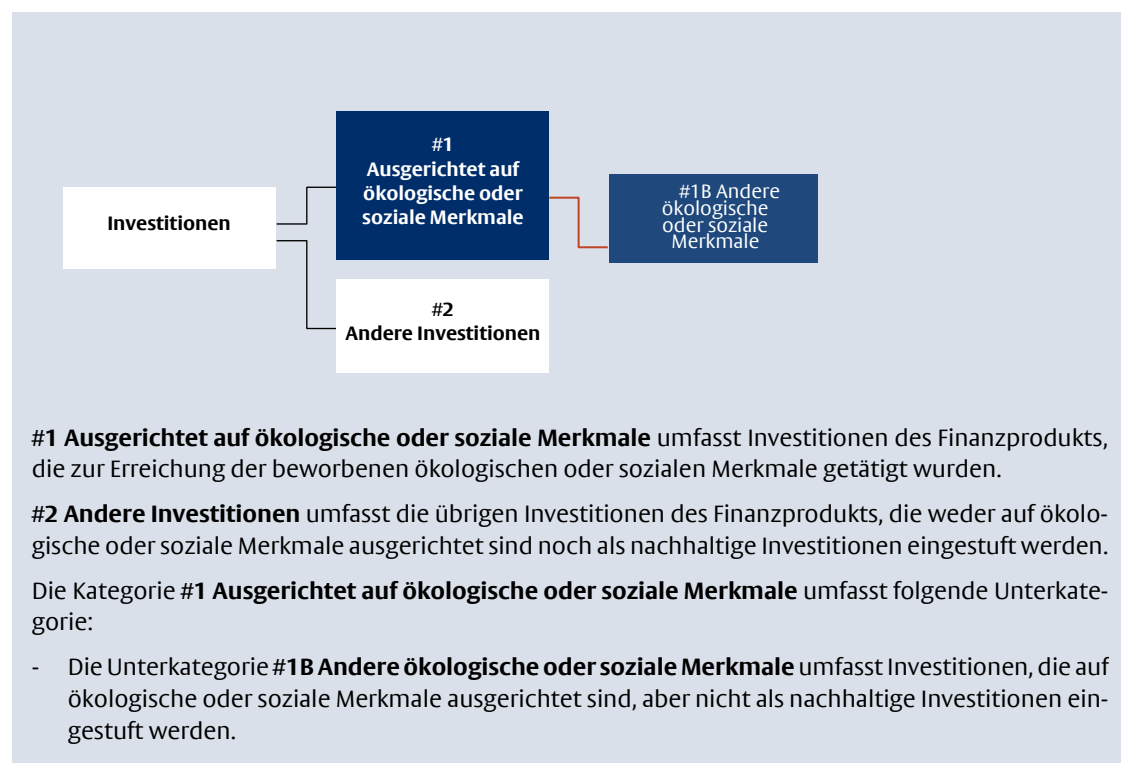 #1
Ausgerichtet auf
ökologische oder
soziale Merkmale
Investitionen
#1B Andere
ökologische
oder soziale
Merkmale
#2
Andere Investitionen
#1 Ausgerichtet auf ökologische oder soziale Merkmale umfasst Investitionen des Finanzprodukts,
die zur Erreichung der beworbenen ökologischen oder sozialen Merkmale getätigt wurden.
#2 Andere Investitionen umfasst die übrigen Investitionen des Finanzprodukts, die weder auf ökolo-
gische oder soziale Merkmale ausgerichtet sind noch als nachhaltige Investitionen eingestuft werden.
Die Kategorie #1 Ausgerichtet auf ökologische oder soziale Merkmale umfasst folgende Unterkate-
gorie:
- Die Unterkategorie #1B Andere ökologische oder soziale Merkmale umfasst Investitionen, die auf
ökologische oder soziale Merkmale ausgerichtet sind, aber nicht als nachhaltige Investitionen ein-
gestuft werden.